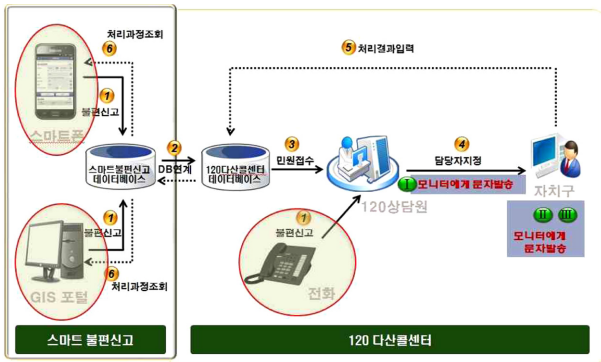 처리과정조회
6
1
불편신고
스마트폰
5 처리결과입력
2
DB연계
3
민원접수
4
담당자지정
스마트불편신고
데이터베이스
120다산콜센터
데이터베이스
I 모니터에게 문자발송
120상담원
자치구
II III
모니터에게
문자발송
1
불편신고
6
처리과정조회
GIS 포털
1
불편신고
전화
스마트 불편신고
120 다산콜센터